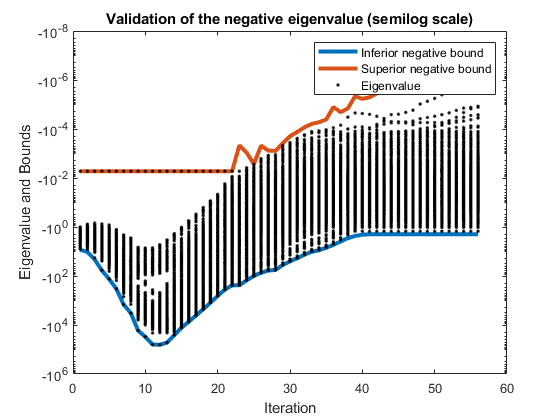 Validation of the negative eigenvalue (semilog scale)
Inferior negative bound
Superior negative bound
Eigenvalue
Eigenvalue and Bounds
-10^-8
-10^-6
-10^-4
-10^-2
-10^0
-10^2
-10^4
-10^6
0 10 20 30 40 50 60
Iteration